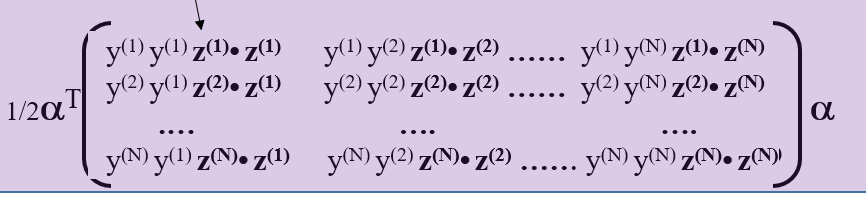 y⁽¹⁾ y⁽¹⁾ z⁽¹⁾• z⁽¹⁾ y⁽¹⁾ y⁽²⁾ z⁽¹⁾• z⁽²⁾ …… y⁽¹⁾ y⁽ᴺ⁾ z⁽¹⁾• z⁽ᴺ⁾
y⁽²⁾ y⁽¹⁾ z⁽²⁾• z⁽¹⁾ y⁽²⁾ y⁽²⁾ z⁽²⁾• z⁽²⁾ …… y⁽²⁾ y⁽ᴺ⁾ z⁽²⁾• z⁽ᴺ⁾
1/2αᵀ α
…. …. ….
y⁽ᴺ⁾ y⁽¹⁾ z⁽ᴺ⁾• z⁽¹⁾ y⁽ᴺ⁾ y⁽²⁾ z⁽ᴺ⁾• z⁽²⁾ …… y⁽ᴺ⁾ y⁽ᴺ⁾ z⁽ᴺ⁾• z⁽ᴺ⁾